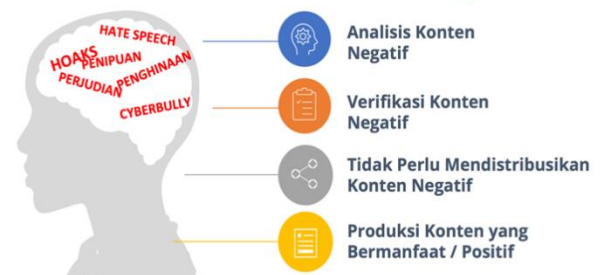 HATE SPEECH
HOAKS
PENIPUAN
PERJUDIAN
PENGHINAAN
CYBERBULLY
Analisis Konten
Negatif
Verifikasi Konten
Negatif
Tidak Perlu Mendistribusikan
Konten Negatif
Produksi Konten yang
Bermanfaat / Positif